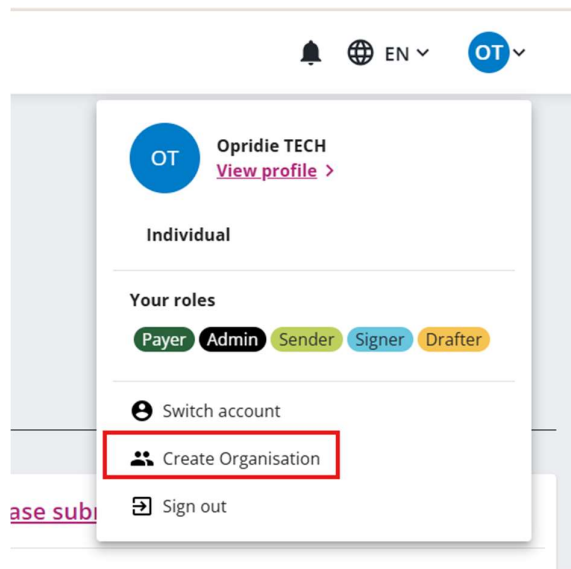 EN
OT
OT
Opridie TECH
View profile
Individual
Your roles
Payer Admin Sender Signer Drafter
Switch account
Create Organisation
ase subr
Sign out